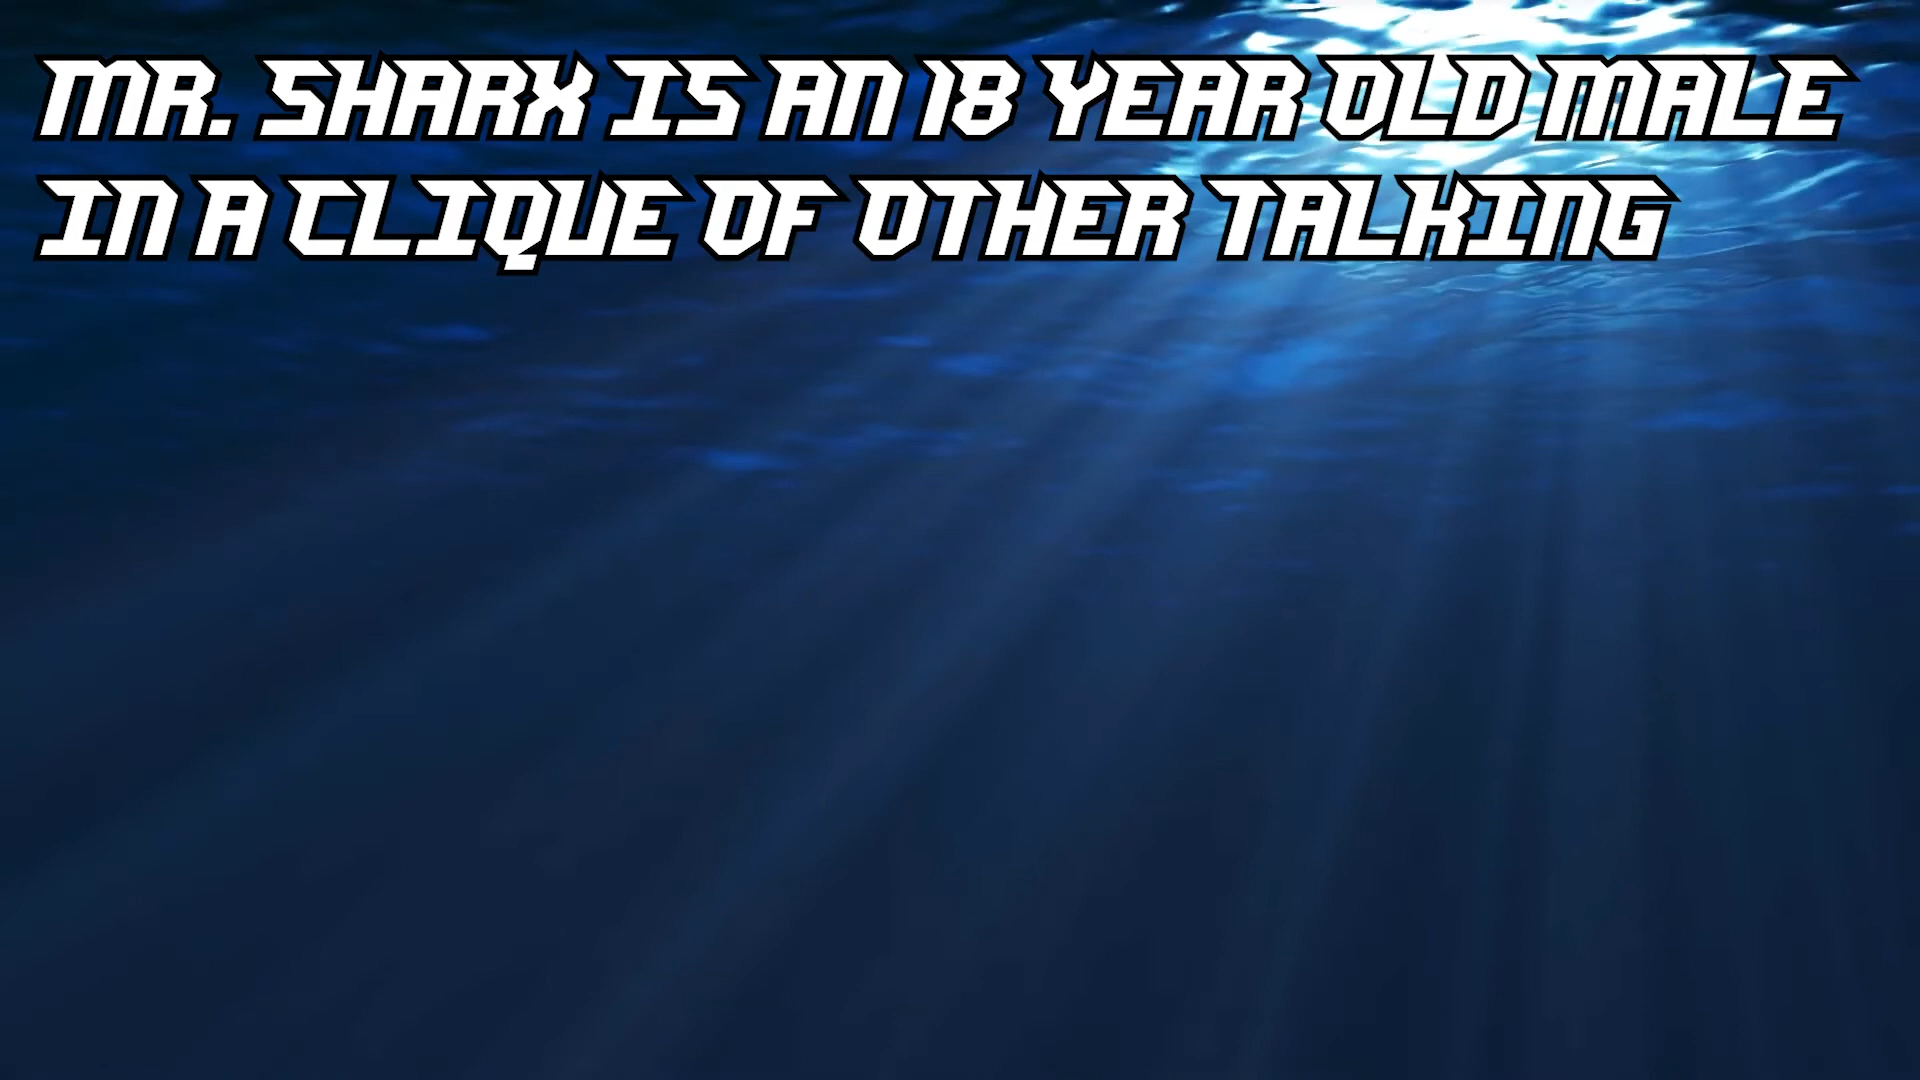 MR. SHARX IS AN 18 YEAR OLD MALE
IN A CLIQUE OF OTHER TALKING